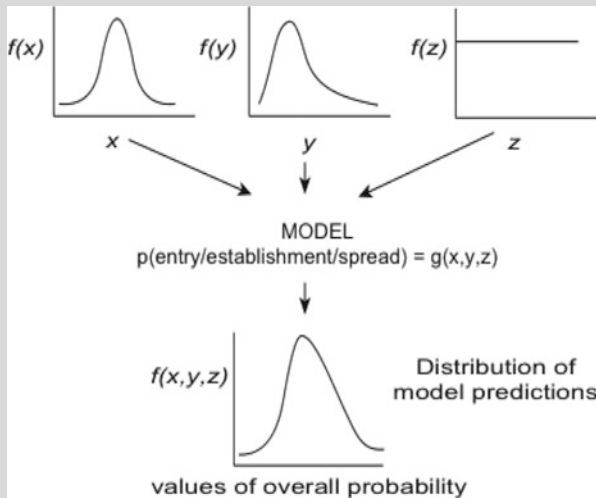 f(x)
f(y)
f(z)
x
y
z
MODEL
p(entry/establishment/spread) = g(x,y,z)
f(x,y,z)
Distribution of
model predictions
values of overall probability